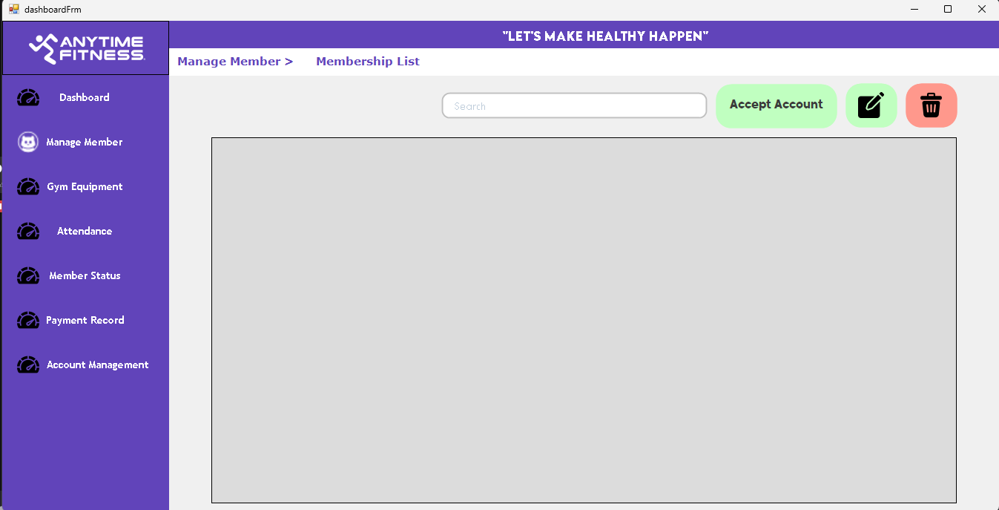 dashboardFrm
ANYTIME
FITNESS
"LET'S MAKE HEALTHY HAPPEN"
Manage Member > Membership List
Search
Accept Account
Dashboard
Manage Member
Gym Equipment
Attendance
Member Status
Payment Record
Account Management